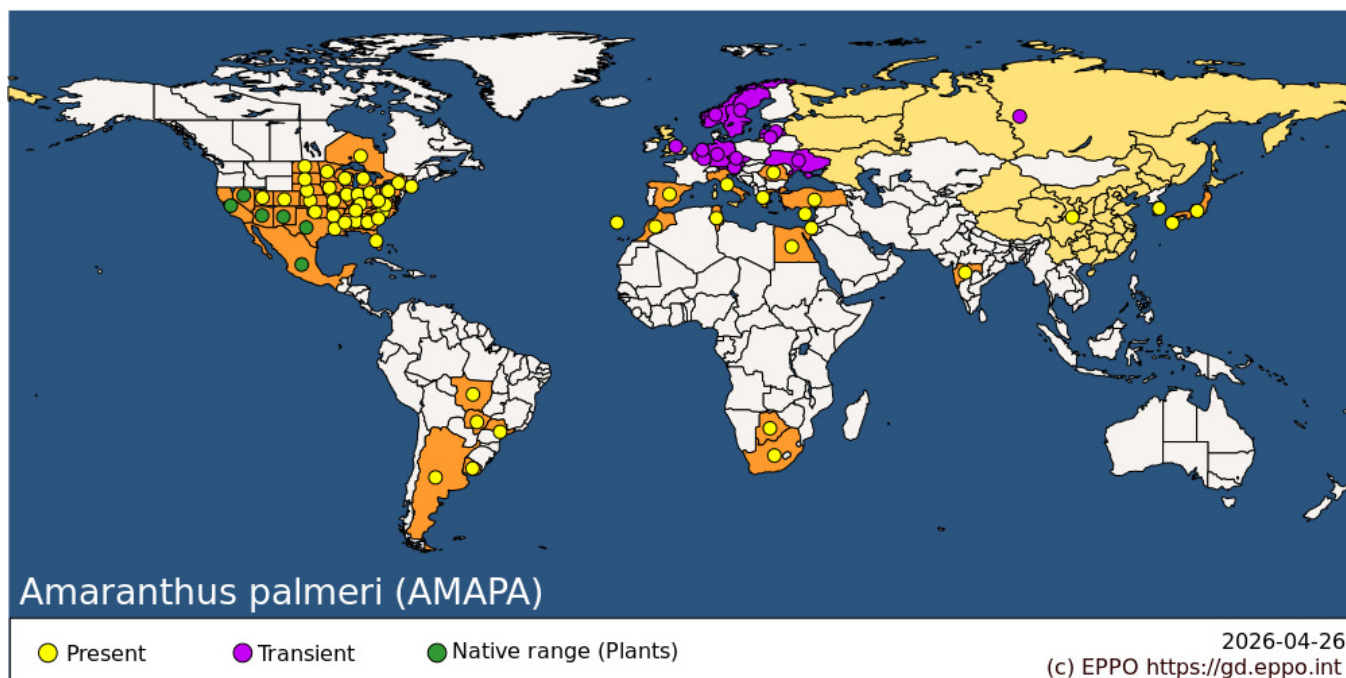 Amaranthus palmeri (AMAPA)
Present
Transient
Native range (Plants)
2026-04-26
(c) EPPO https://gd.eppo.int